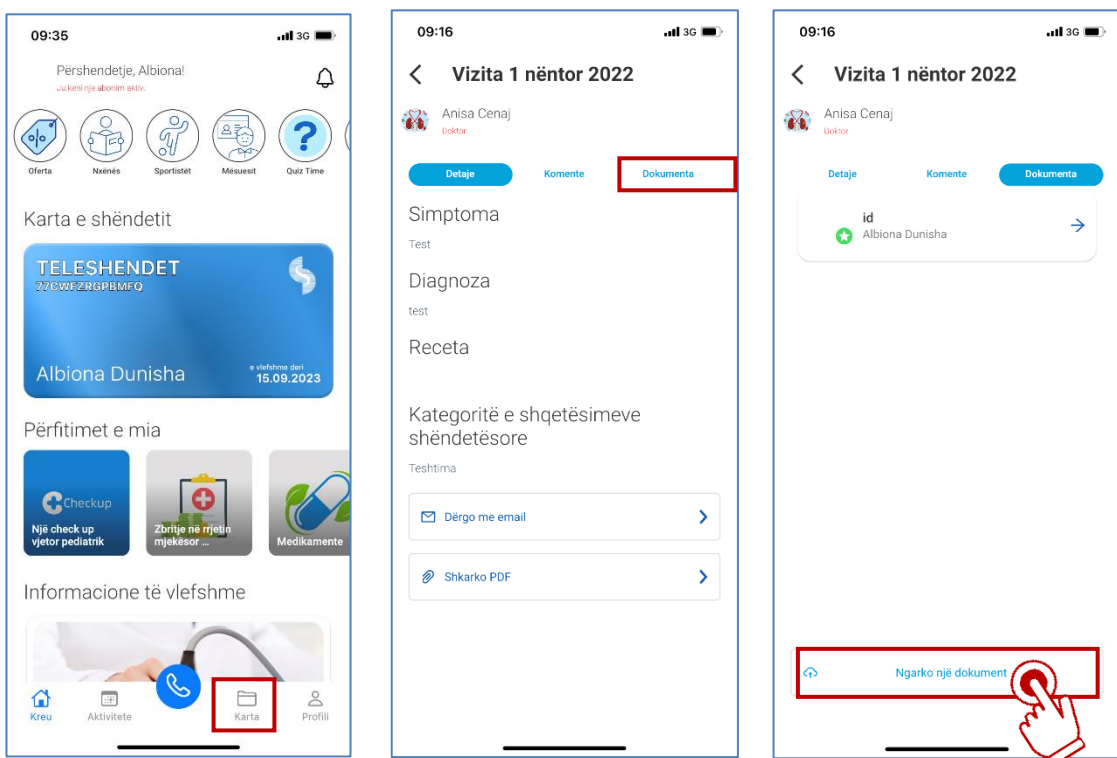 09:35
3G
Përshendetje, Albiona!
Ju keni nje abonim aktiv.
Oferta
Nxënës
Sportistët
Mësuesit
Quiz Time
Karta e shëndetit
TELESHENDET
77CWFZRGPBMFQ
Albiona Dunisha
e vlefshme deri
15.09.2023
Përfitimet e mia
Checkup
Një check up
vjetor pediatrik
Zbritje në rrjetin
mjekësor ...
Medikamente
Informacione të vlefshme
Kreu
Aktivitete
Karta
Profili
09:16
3G
Vizita 1 nëntor 2022
Anisa Cenaj
Doktor
Detaje
Komente
Dokumenta
Simptoma
Test
Diagnoza
test
Receta
Kategoritë e shqetësimeve
shëndetësore
Teshtima
Dërgo me email
Shkarko PDF
09:16
3G
Vizita 1 nëntor 2022
Anisa Cenaj
Doktor
Detaje
Komente
Dokumenta
id
Albiona Dunisha
Ngarko një dokument